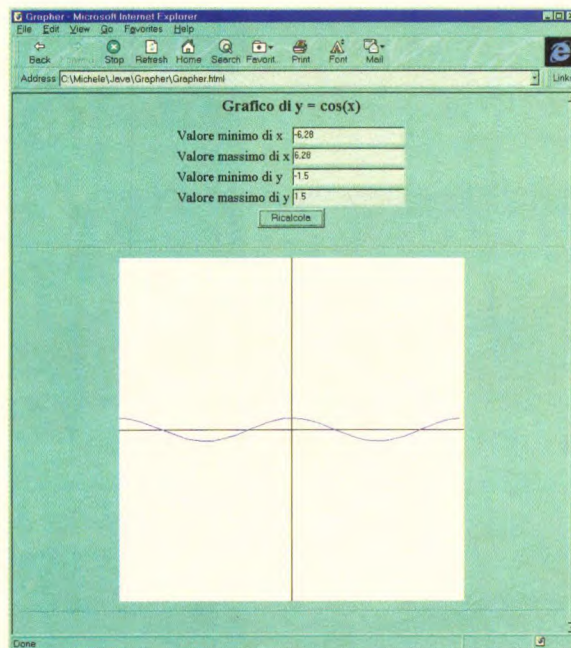 Grapher - Microsoft Internet Explorer
File Edit View Go Favorites Help
Back Stop Refresh Home Search Favorit. Print Font Mail
Address C:\Michele\Java\Grapher\Grapher.html Links
Grafico di y = cos(x)
Valore minimo di x -6.28
Valore massimo di x 6.28
Valore minimo di y -1.5
Valore massimo di y 1.5
Ricalcola
Done